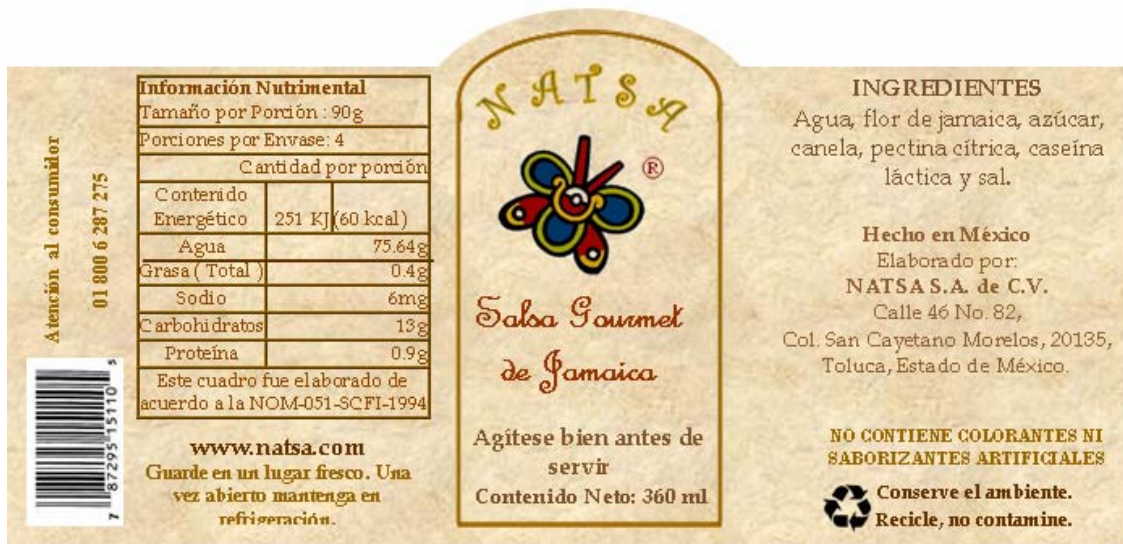 Atención al consumidor
01 800 6 287 275
7 87295 15110 5
Información Nutrimental
Tamaño por Porción : 90g
Porciones por Envase: 4
Cantidad por porción
Contenido
Energético 251 KJ (60 kcal)
Agua 75.64g
Grasa ( Total ) 0.4g
Sodio 6mg
Carbohidratos 13g
Proteína 0.9g
Este cuadro fue elaborado de
acuerdo a la NOM-051-SCFI-1994
www.natsa.com
Guarde en un lugar fresco. Una
vez abierto mantenga en
refrigeración.
NATSA
®
Salsa Gourmet
de Jamaica
Agítese bien antes de
servir
Contenido Neto: 360 ml
INGREDIENTES
Agua, flor de jamaica, azúcar,
canela, pectina cítrica, caseína
láctica y sal.
Hecho en México
Elaborado por:
NATSA S.A. de C.V.
Calle 46 No. 82,
Col. San Cayetano Morelos, 20135,
Toluca, Estado de México.
NO CONTIENE COLORANTES NI
SABORIZANTES ARTIFICIALES
Conserve el ambiente.
Recicle, no contamine.